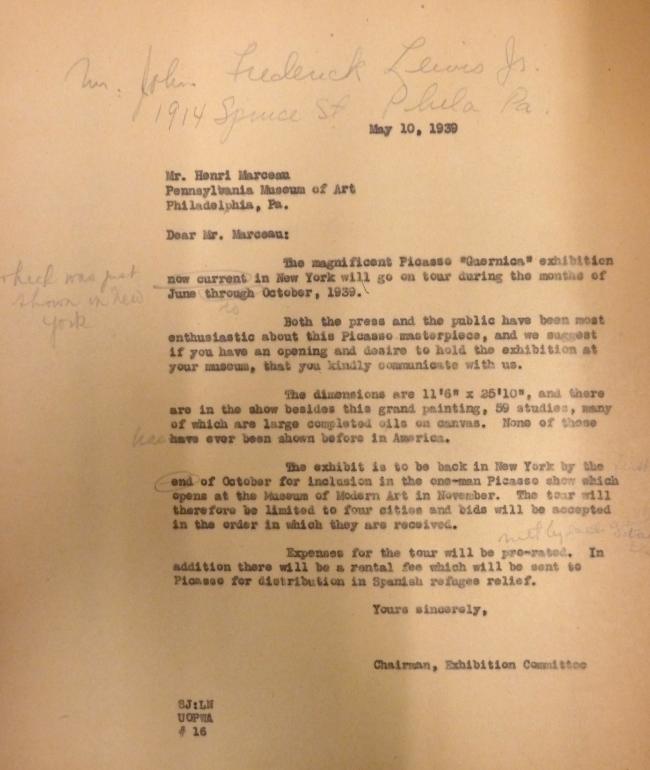 Mr. John Frederick Lewis Jr.
1914 Spruce St Phila Pa.
May 10, 1939
Mr. Henri Marceau
Pennsylvania Museum of Art
Philadelphia, Pa.
Dear Mr. Marceau:
The magnificent Picasso "Guernica" exhibition
now current in New York will go on tour during the months of
June through October, 1939.
to
which was just
shown in New
York
Both the press and the public have been most
enthusiastic about this Picasso masterpiece, and we suggest
if you have an opening and desire to hold the exhibition at
your museum, that you kindly communicate with us.
The dimensions are 11'6" x 25'10", and there
are in the show besides this grand painting, 59 studies, many
of which are large completed oils on canvas. None of these
has
have ever been shown before in America.
The exhibit is to be back in New York by the
end of October for inclusion in the one-man Picasso show which
opens at the Museum of Modern Art in November. The tour will
therefore be limited to four cities and bids will be accepted
in the order in which they are received.
Expenses for the tour will be pro-rated. In
addition there will be a rental fee which will be sent to
Picasso for distribution in Spanish refugee relief.
Yours sincerely,
Chairman, Exhibition Committee
SJ:LN
UOPWA
# 16